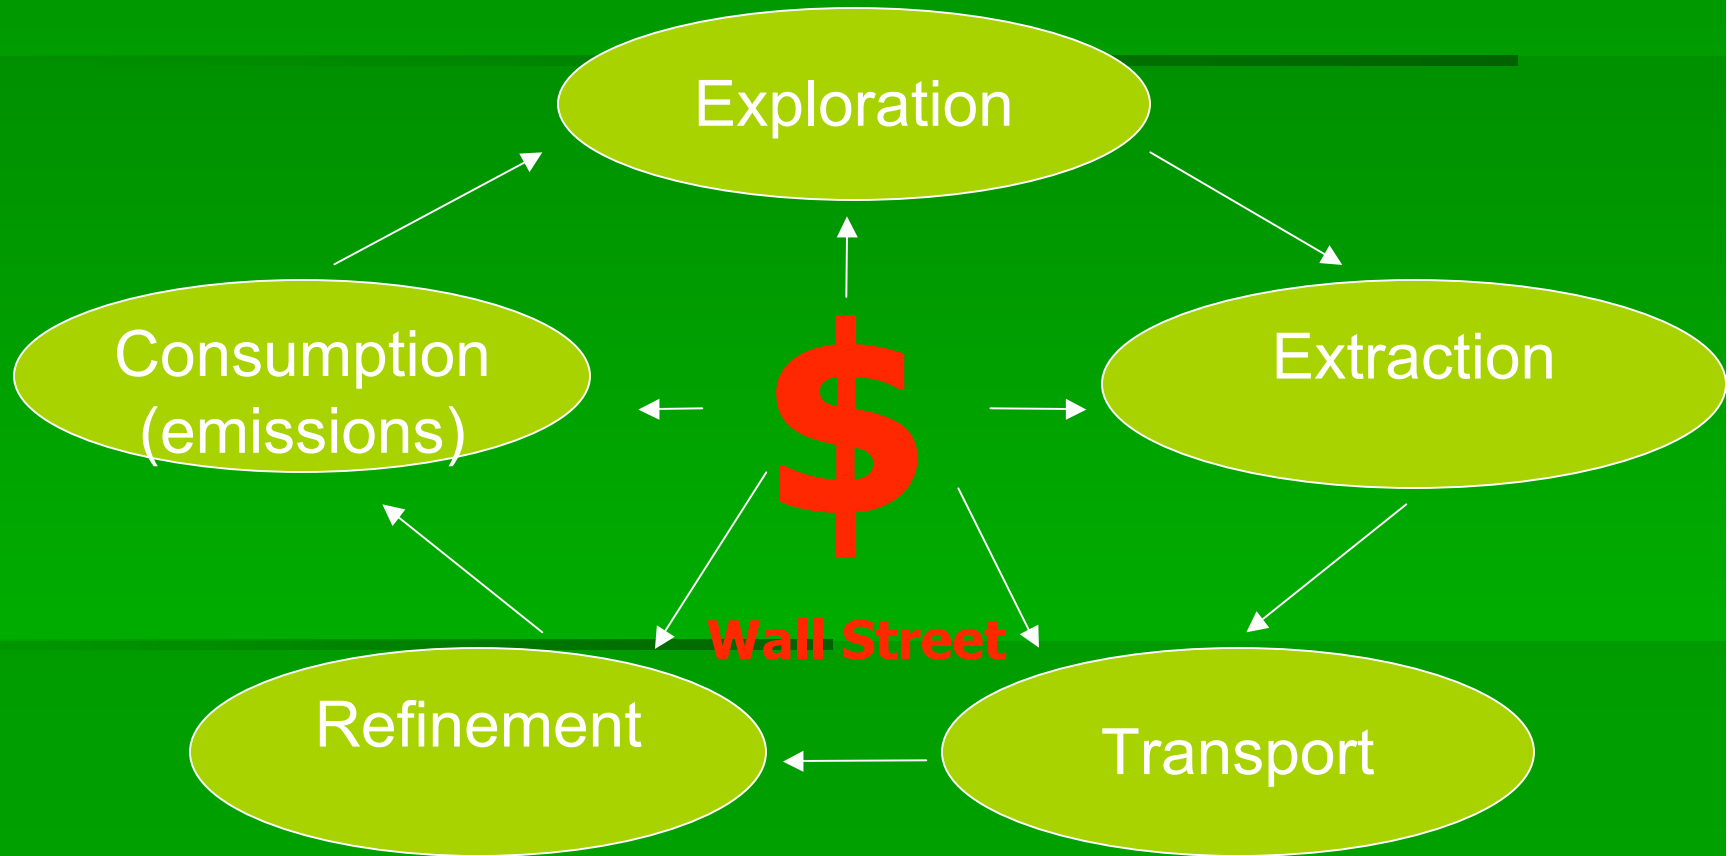 Exploration
Consumption
(emissions)
$
Extraction
Wall Street
Refinement
Transport